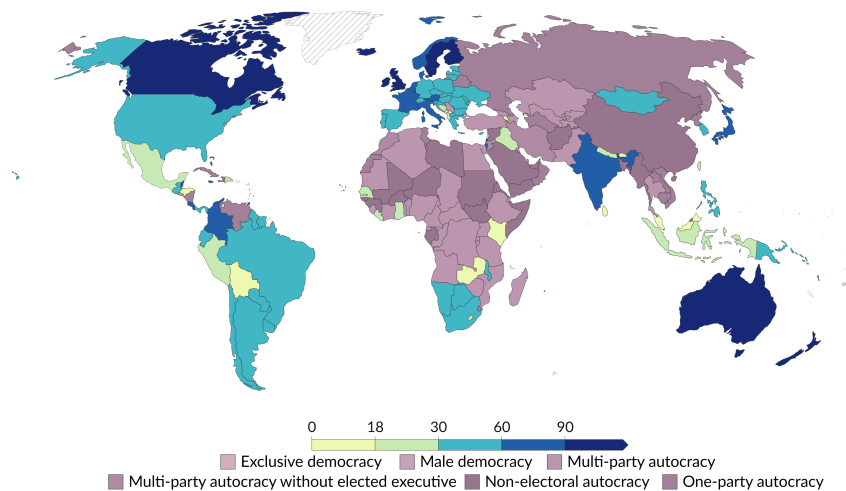 0 18 30 60 90
Exclusive democracy Male democracy Multi-party autocracy
Multi-party autocracy without elected executive Non-electoral autocracy One-party autocracy